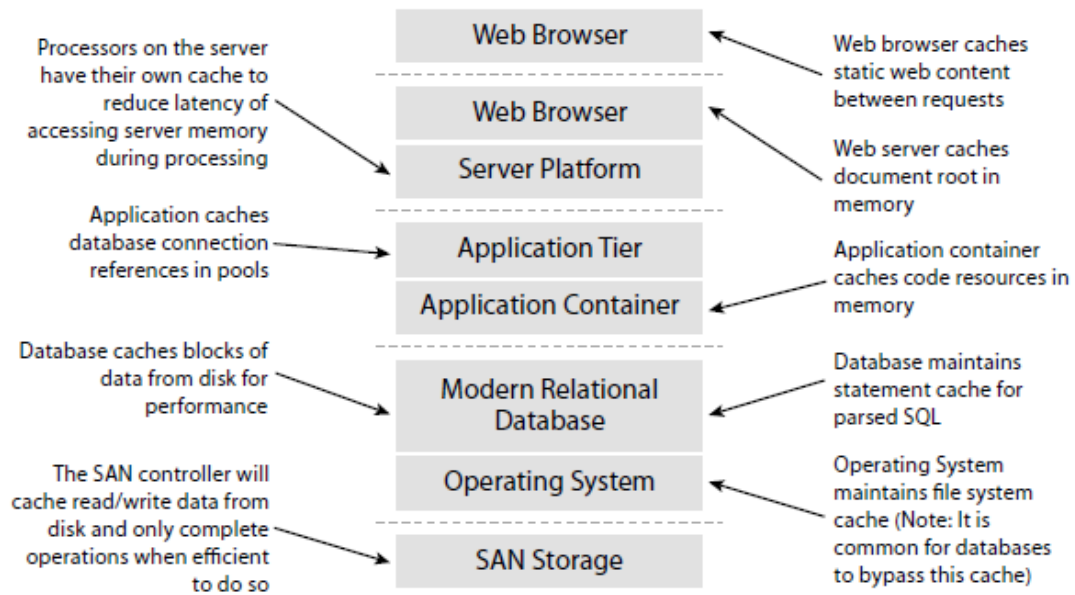 Processors on the server
have their own cache to
reduce latency of
accessing server memory
during processing
Application caches
database connection
references in pools
Database caches blocks of
data from disk for
performance
The SAN controller will
cache read/write data from
disk and only complete
operations when efficient
to do so
Web Browser
Web Browser
Server Platform
Application Tier
Application Container
Modern Relational
Database
Operating System
SAN Storage
Web browser caches
static web content
between requests
Web server caches
document root in
memory
Application container
caches code resources in
memory
Database maintains
statement cache for
parsed SQL
Operating System
maintains file system
cache (Note: It is
common for databases
to bypass this cache)